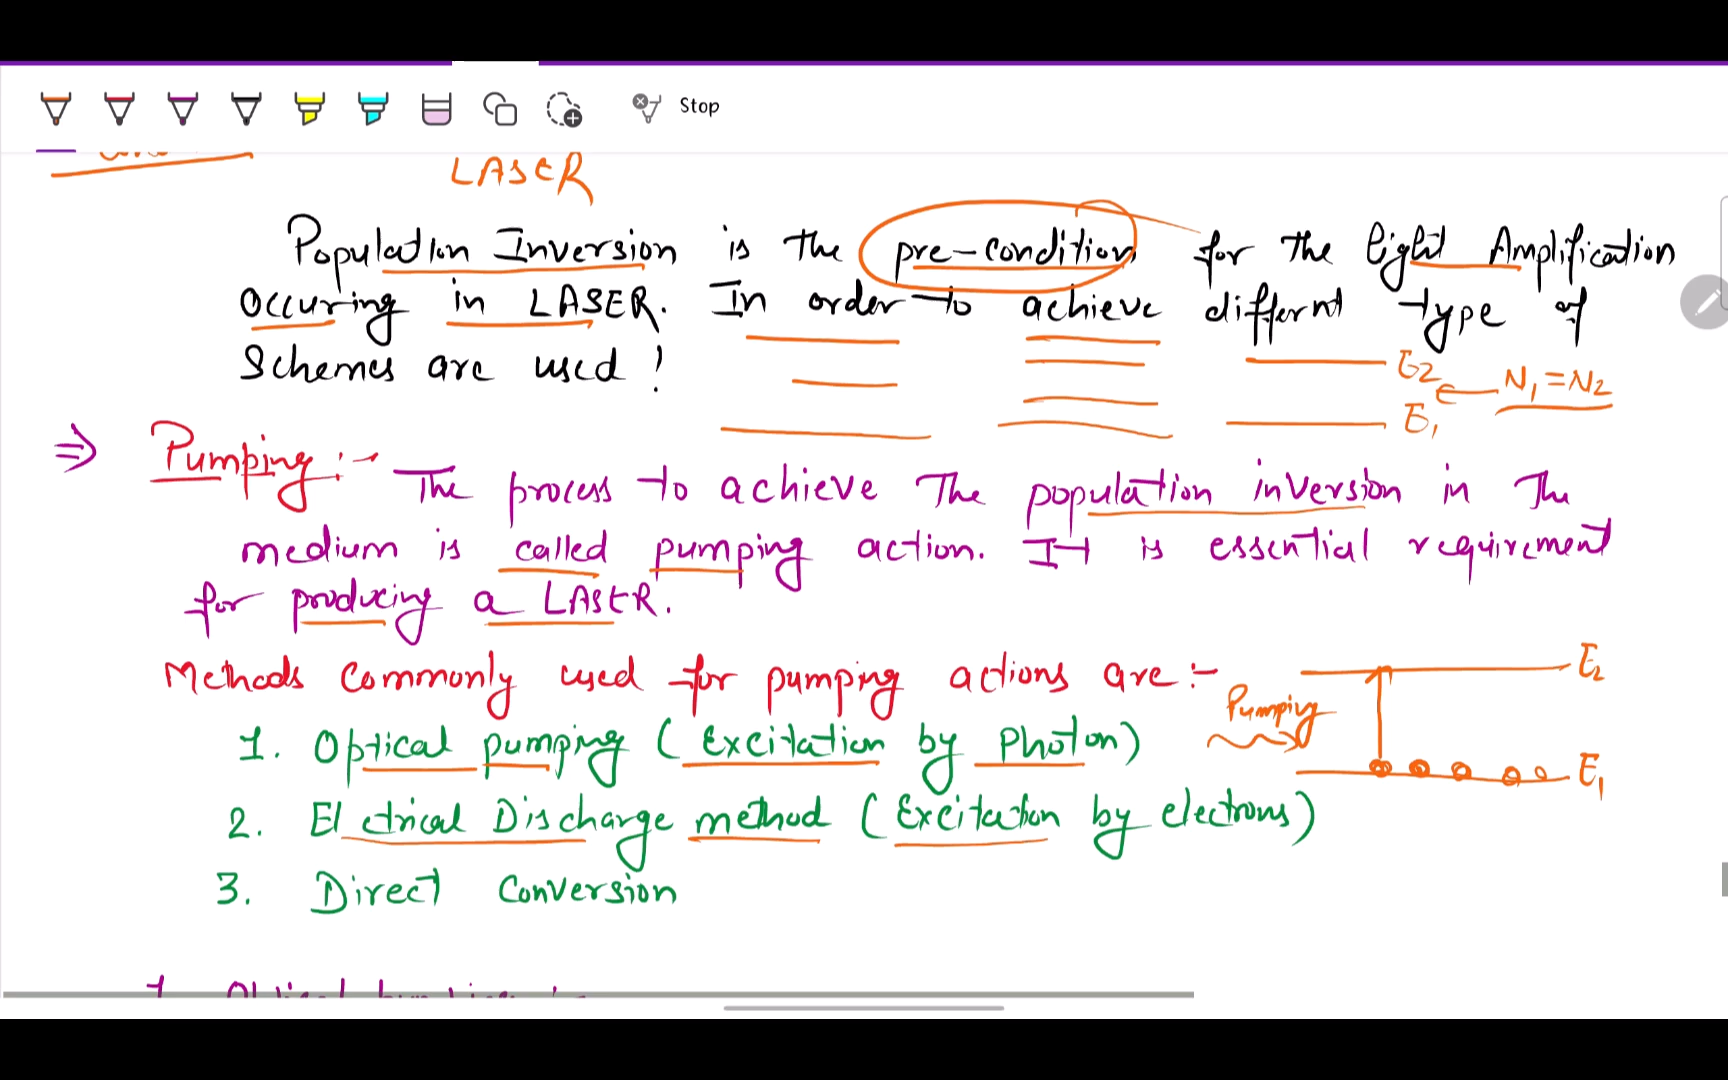 Stop
LASER
Population Inversion is the pre-condition for the light Amplification
Occuring in LASER. In order to achieve differnt type of
Schemes are used!
E2
N1 = N2
E1
⇒ Pumping :- The process to achieve The population inversion in The
medium is called pumping action. It is essential requirement
for producing a LASER.
Methods commonly used for pumping actions are :-
E2
Pumping
1. Optical pumping ( Excitation by Photon)
E1
2. Electrical Discharge method ( Excitation by electrons)
3. Direct Conversion